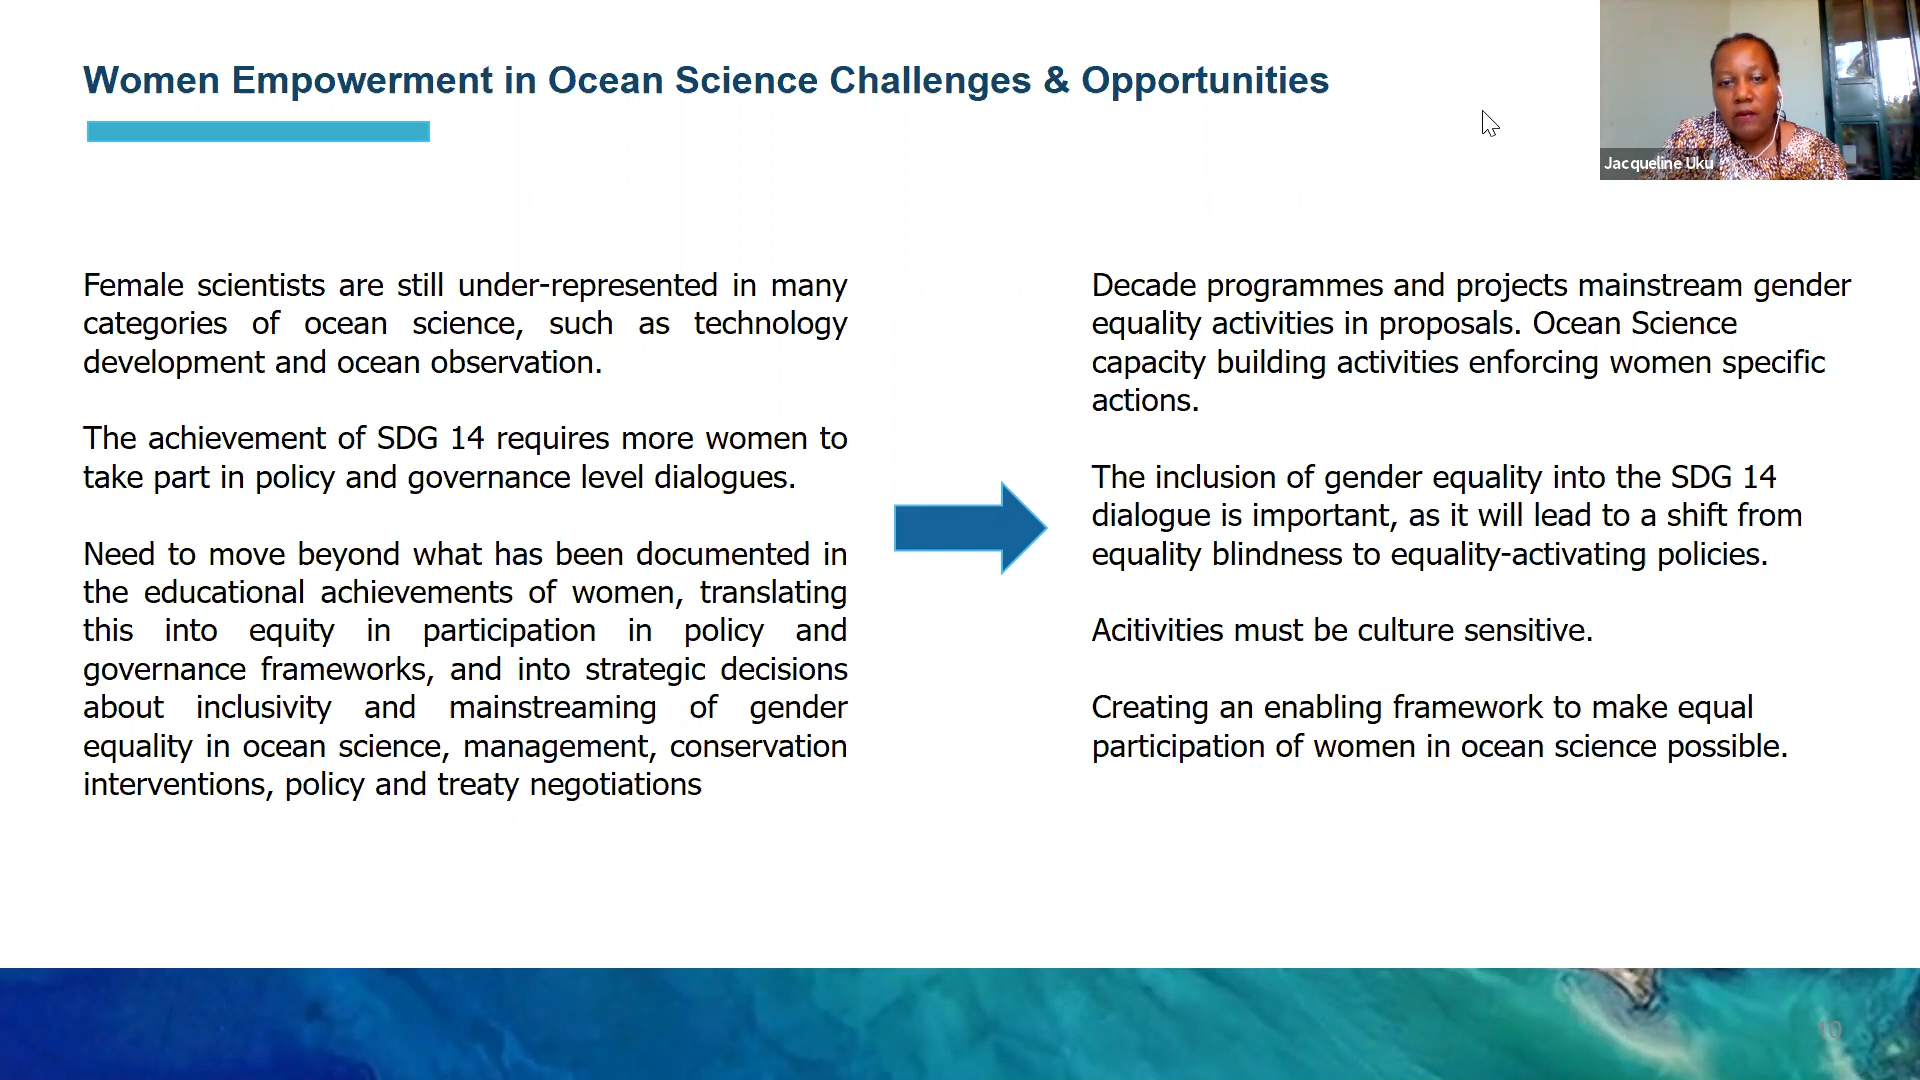 Women Empowerment in Ocean Science Challenges & Opportunities
Jacqueline Uku
Female scientists are still under-represented in many
categories of ocean science, such as technology
development and ocean observation.
The achievement of SDG 14 requires more women to
take part in policy and governance level dialogues.
Need to move beyond what has been documented in
the educational achievements of women, translating
this into equity in participation in policy and
governance frameworks, and into strategic decisions
about inclusivity and mainstreaming of gender
equality in ocean science, management, conservation
interventions, policy and treaty negotiations
Decade programmes and projects mainstream gender
equality activities in proposals. Ocean Science
capacity building activities enforcing women specific
actions.
The inclusion of gender equality into the SDG 14
dialogue is important, as it will lead to a shift from
equality blindness to equality-activating policies.
Acitivities must be culture sensitive.
Creating an enabling framework to make equal
participation of women in ocean science possible.
10